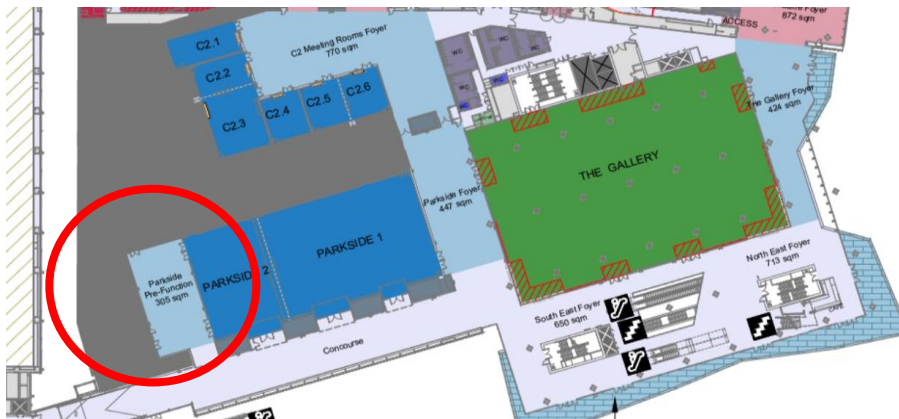 ACCESS
872 sqm
C2.1
C2 Meeting Rooms Foyer
770 sqm
C2.2
C2.3
C2.4
C2.5
C2.6
WC
WC
WC
WC
The Gallery Foyer
424 sqm
THE GALLERY
Parkside Foyer
447 sqm
PARKSIDE 1
PARKSIDE 2
Parkside
Pre-Function
305 sqm
North East Foyer
713 sqm
South East Foyer
650 sqm
CAFE
Concourse